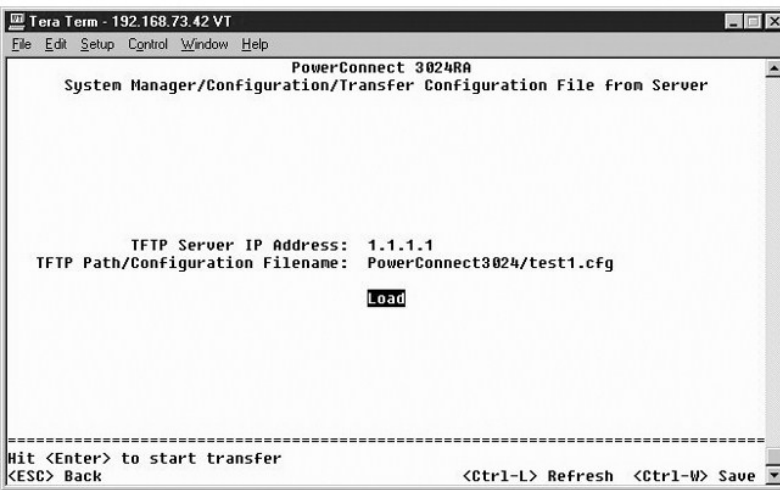 Tera Term - 192.168.73.42 VT
File Edit Setup Control Window Help
PowerConnect 3024RA
System Manager/Configuration/Transfer Configuration File from Server
TFTP Server IP Address: 1.1.1.1
TFTP Path/Configuration Filename: PowerConnect3024/test1.cfg
Load
================================================================================
Hit <Enter> to start transfer
<ESC> Back <Ctrl-L> Refresh <Ctrl-W> Save